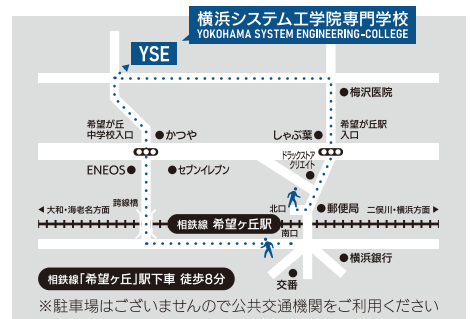 横浜システム工学院専門学校
YOKOHAMA SYSTEM ENGINEERING-COLLEGE
YSE
●梅沢医院
希望が丘
中学校入口
●かつや
しゃぶ葉●
希望が丘駅
入口
ENEOS●
●セブンイレブン
ドラックストア
クリエイト
跨線橋
北口
●郵便局
◀大和・海老名方面
相鉄線 希望ヶ丘駅
二俣川・横浜方面▶
南口
●横浜銀行
交番
相鉄線「希望ヶ丘」駅下車 徒歩8分
※駐車場はございませんので公共交通機関をご利用ください